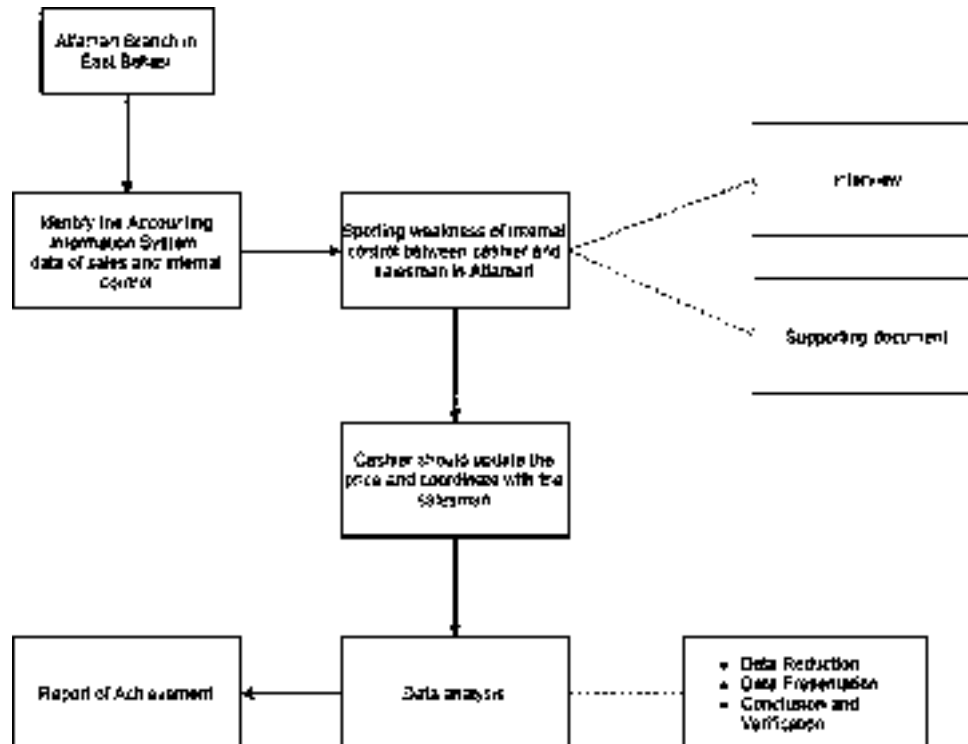 Alfamart Branch in
East Bekasi
Identify the Accounting
Information System
data of sales and internal
control
Spoting weakness of internal
control between cashier and
salesman in Alfamart
Interview
Supporting document
Cashier should update the
price and coordinate with the
salesman
Report of Achievement
Data analysis
• Data Reduction
• Data Presentation
• Conclusion and
Verification